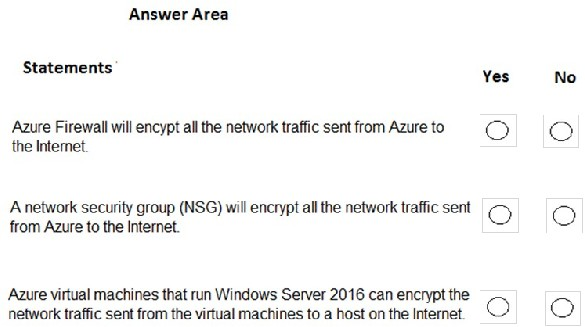 Answer Area
Statements
Yes No
Azure Firewall will encrypt all the network traffic sent from Azure to
the Internet.
A network security group (NSG) will encrypt all the network traffic sent
from Azure to the Internet.
Azure virtual machines that run Windows Server 2016 can encrypt the
network traffic sent from the virtual machines to a host on the Internet.